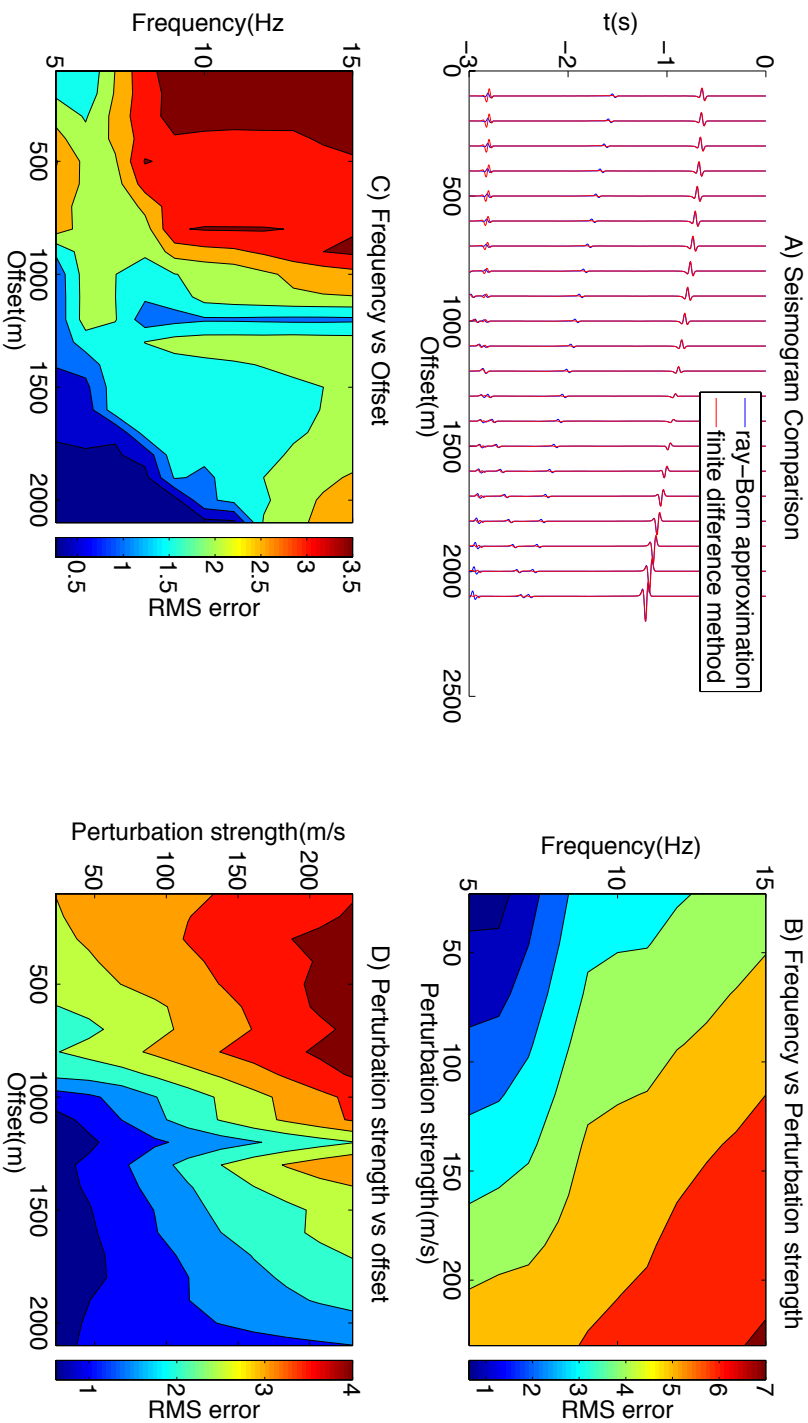 A) Seismogram Comparison
t(s)
0
−1
−2
−3
ray−Born approximation
finite difference method
0
500
1000
1500
2000
2500
Offset(m)
B) Frequency vs Perturbation strength
Frequency(Hz)
15
10
5
50
100
150
200
Perturbation strength(m/s)
1
2
3
4
5
6
7
RMS error
C) Frequency vs Offset
Frequency(Hz
15
10
5
500
1000
1500
2000
Offset(m)
0.5
1
1.5
2
2.5
3
3.5
RMS error
D) Perturbation strength vs offset
Perturbation strength(m/s
200
150
100
50
500
1000
1500
2000
Offset(m)
1
2
3
4
RMS error